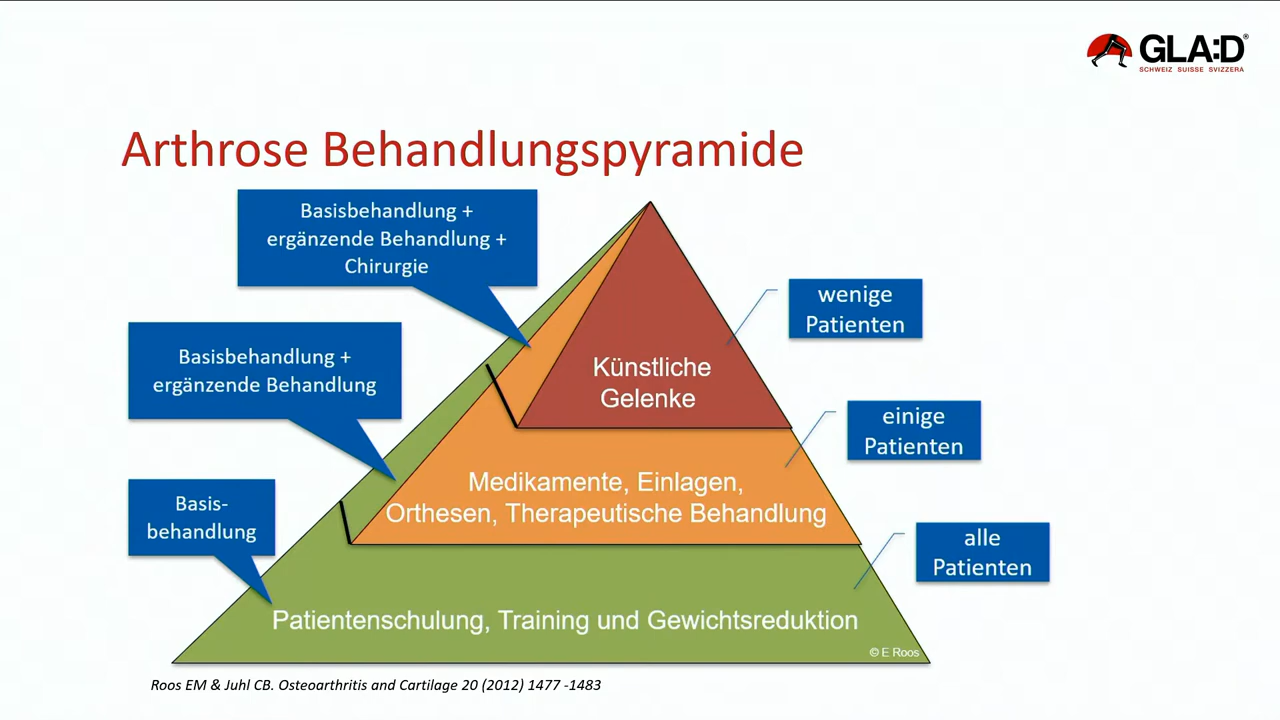 GLA:D®
SCHWEIZ SUISSE SVIZZERA
Arthrose Behandlungspyramide
Basisbehandlung +
ergänzende Behandlung +
Chirurgie
wenige
Patienten
Künstliche
Gelenke
Basisbehandlung +
ergänzende Behandlung
einige
Patienten
Medikamente, Einlagen,
Orthesen, Therapeutische Behandlung
Basis-
behandlung
alle
Patienten
Patientenschulung, Training und Gewichtsreduktion
© E Roos
Roos EM & Juhl CB. Osteoarthritis and Cartilage 20 (2012) 1477 -1483